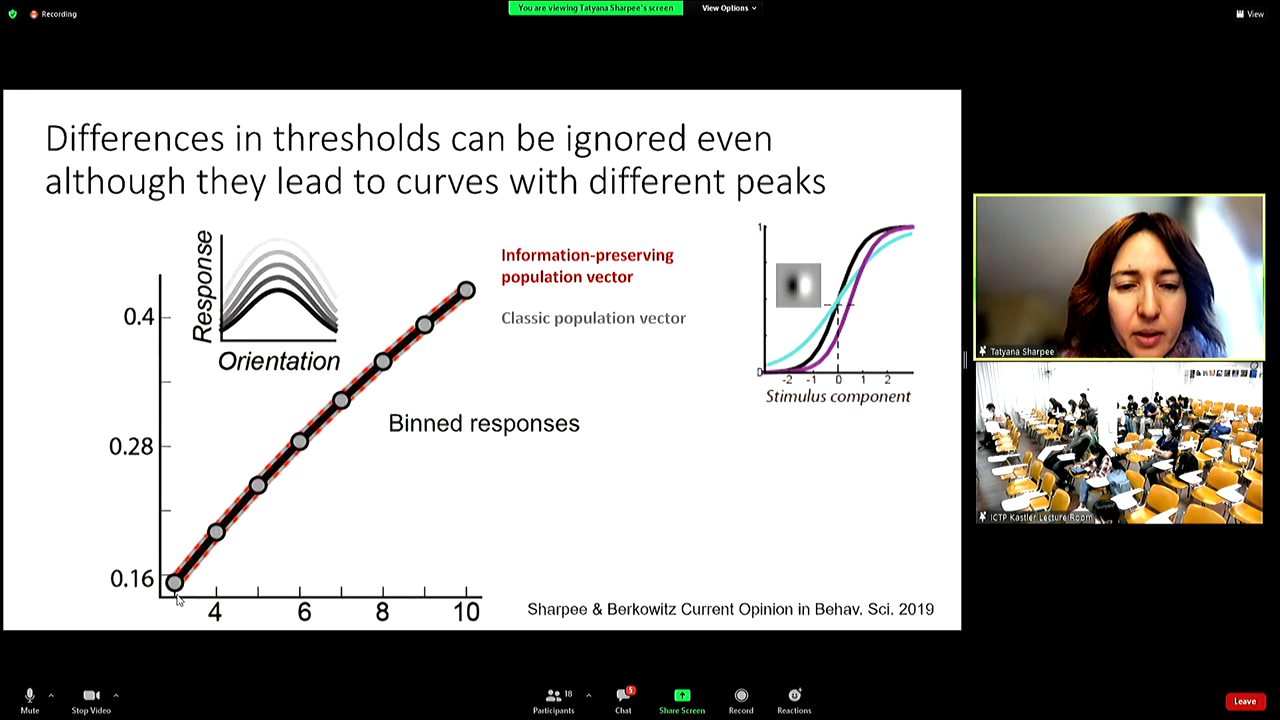 Recording
You are viewing Tatyana Sharpee's screen
View Options
View
Differences in thresholds can be ignored even
although they lead to curves with different peaks
Response
Orientation
Information-preserving
population vector
Classic population vector
0.4
0.28
0.16
4
6
8
10
Binned responses
1
0
-2
-1
0
1
2
Stimulus component
Sharpee & Berkowitz Current Opinion in Behav. Sci. 2019
Tatyana Sharpee
ICTP Kastler Lecture Room
Mute
Stop Video
Participants
18
Chat
5
Share Screen
Record
Reactions
Leave